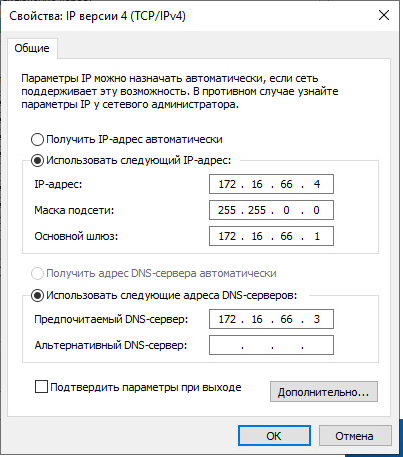 Свойства: IP версии 4 (TCP/IPv4)
Общие
Параметры IP можно назначать автоматически, если сеть
поддерживает эту возможность. В противном случае узнайте
параметры IP у сетевого администратора.
Получить IP-адрес автоматически
Использовать следующий IP-адрес:
IP-адрес: 172 . 16 . 66 . 4
Маска подсети: 255 . 255 . 0 . 0
Основной шлюз: 172 . 16 . 66 . 1
Получить адрес DNS-сервера автоматически
Использовать следующие адреса DNS-серверов:
Предпочитаемый DNS-сервер: 172 . 16 . 66 . 3
Альтернативный DNS-сервер: . . .
Подтвердить параметры при выходе
Дополнительно...
ОК Отмена